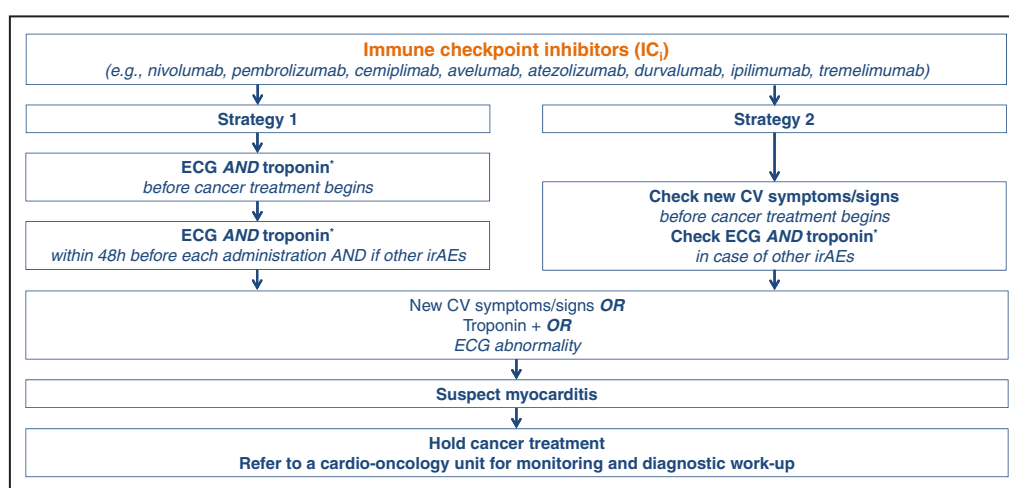 Immune checkpoint inhibitors (ICi)
(e.g., nivolumab, pembrolizumab, cemiplimab, avelumab, atezolizumab, durvalumab, ipilimumab, tremelimumab)
Strategy 1
Strategy 2
ECG AND troponin*
before cancer treatment begins
ECG AND troponin*
within 48h before each administration AND if other irAEs
Check new CV symptoms/signs
before cancer treatment begins
Check ECG AND troponin*
in case of other irAEs
New CV symptoms/signs OR
Troponin + OR
ECG abnormality
Suspect myocarditis
Hold cancer treatment
Refer to a cardio-oncology unit for monitoring and diagnostic work-up